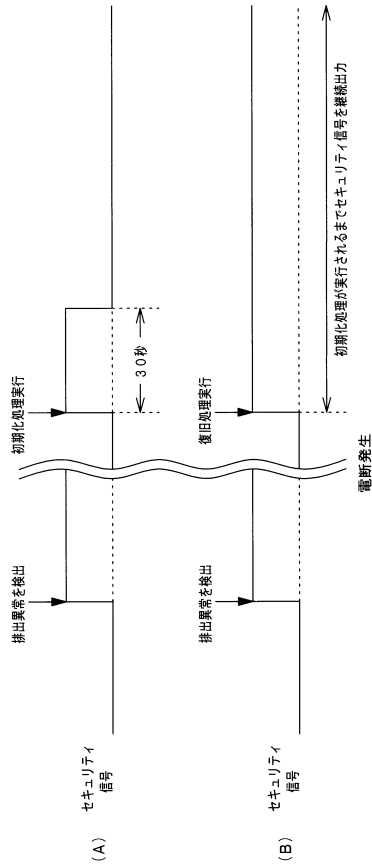 (A)
セキュリティ
信号
排出異常を検出
初期化処理実行
30秒
(B)
セキュリティ
信号
排出異常を検出
復旧処理実行
初期化処理が実行されるまでセキュリティ信号を継続出力
電断発生